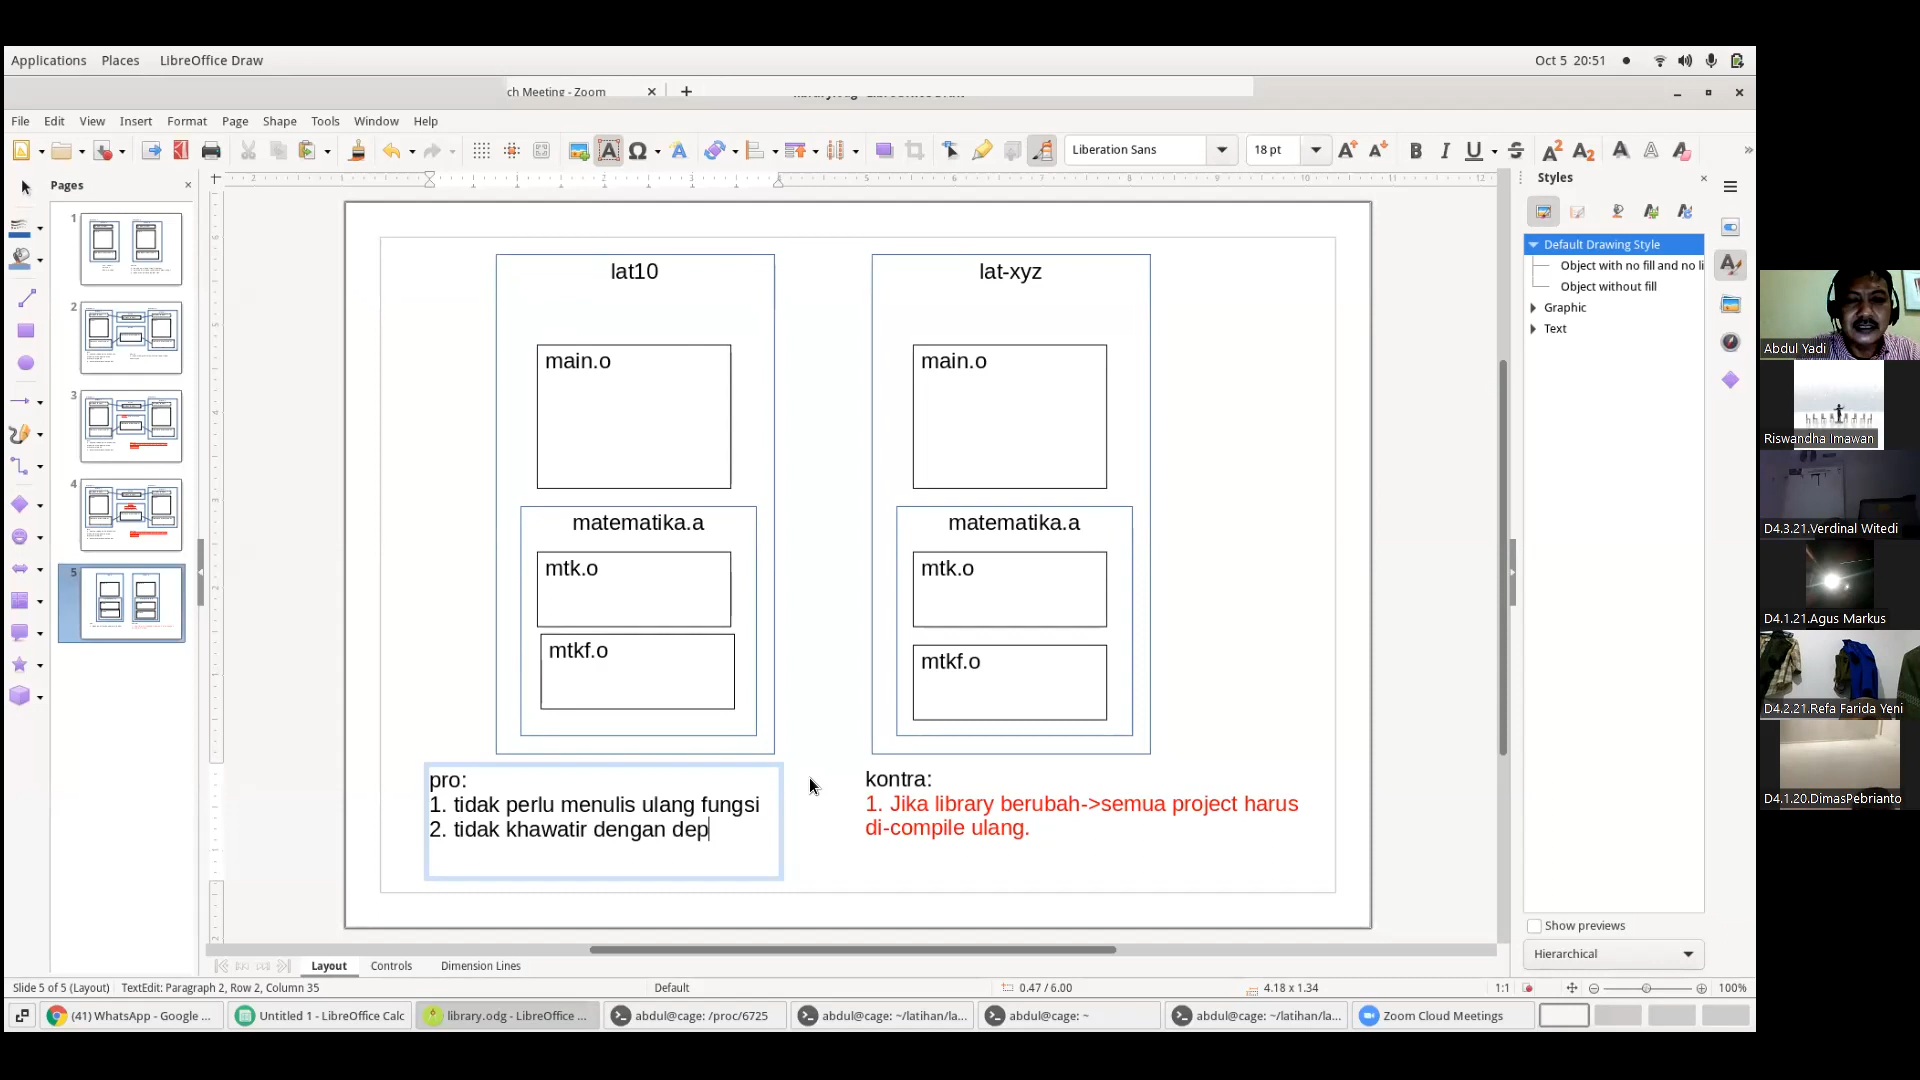 Applications Places LibreOffice Draw
Oct 5 20:51
ch Meeting - Zoom
File Edit View Insert Format Page Shape Tools Window Help
Liberation Sans
18 pt
Pages
1
2
3
4
5
lat10
main.o
matematika.a
mtk.o
mtkf.o
lat-xyz
main.o
matematika.a
mtk.o
mtkf.o
pro:
1. tidak perlu menulis ulang fungsi
2. tidak khawatir dengan dep
kontra:
1. Jika library berubah->semua project harus
di-compile ulang.
Styles
Default Drawing Style
Object with no fill and no li
Object without fill
Graphic
Text
Show previews
Hierarchical
Abdul Yadi
Riswandha Imawan
D4.3.21.Verdinal Witedi
D4.1.21.Agus Markus
D4.2.21.Refa Farida Yeni
D4.1.20.DimasPebrianto
Layout Controls Dimension Lines
Slide 5 of 5 (Layout) TextEdit: Paragraph 2, Row 2, Column 35 Default 0.47 / 6.00 4.18 x 1.34 1:1 100%
(41) WhatsApp - Google ...
Untitled 1 - LibreOffice Calc
library.odg - LibreOffice ...
abdul@cage: /proc/6725
abdul@cage: ~/latihan/la...
abdul@cage: ~
abdul@cage: ~/latihan/la...
Zoom Cloud Meetings